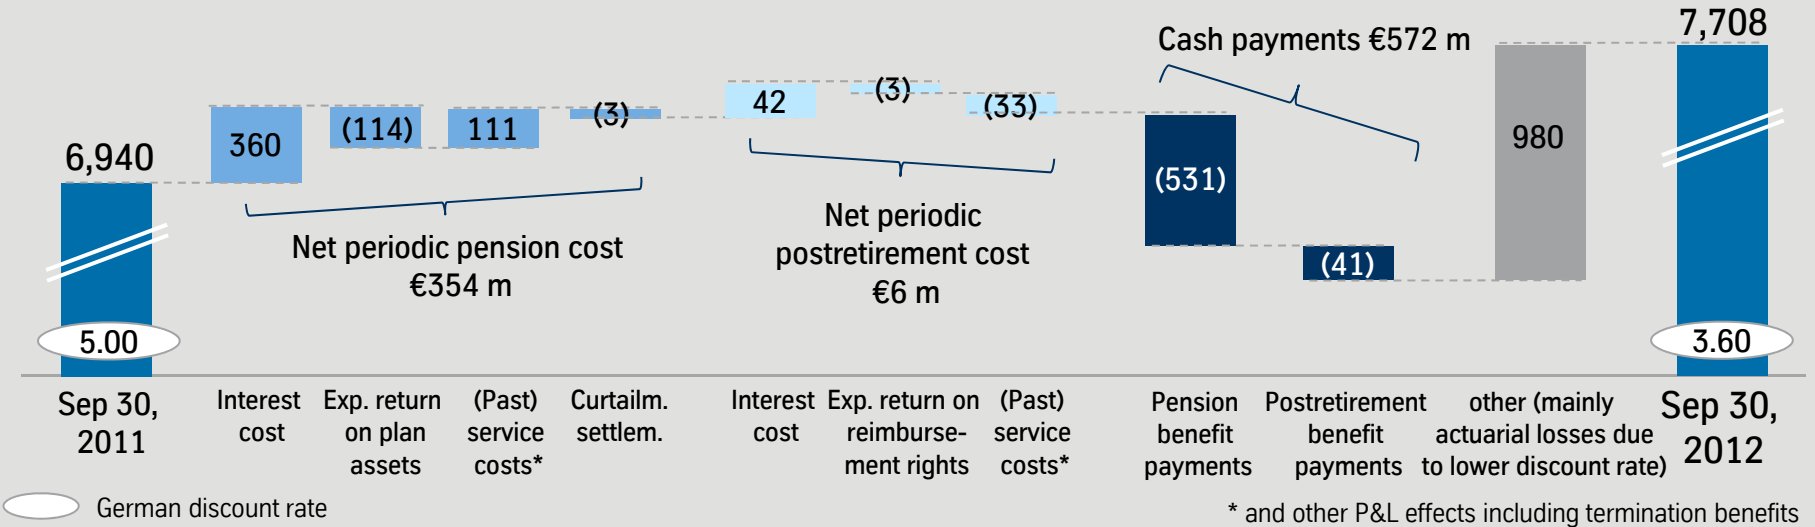 Cash payments €572 m
7,708
6,940
360
(114)
111
(3)
42
(3)
(33)
(531)
(41)
980
Net periodic pension cost
€354 m
Net periodic
postretirement cost
€6 m
5.00
3.60
Sep 30,
2011
Interest
cost
Exp. return
on plan
assets
(Past)
service
costs*
Curtailm.
settlem.
Interest
cost
Exp. return on
reimburse-
ment rights
(Past)
service
costs*
Pension
benefit
payments
Postretirement
benefit
payments
other (mainly
actuarial losses due
to lower discount rate)
Sep 30,
2012
German discount rate
* and other P&L effects including termination benefits